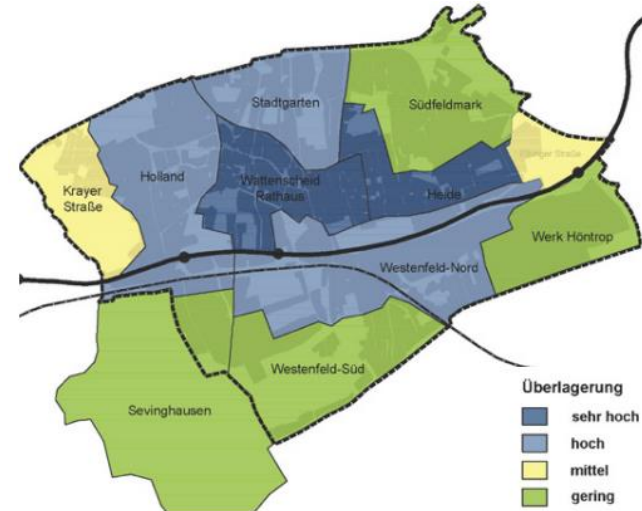 Stadtgarten
Südfeldmark
Krayer
Straße
Holland
Wattenscheid
Rathaus
Heide
Werk Höntrop
Westenfeld-Nord
Westenfeld-Süd
Sevinghausen
Überlagerung
sehr hoch
hoch
mittel
gering